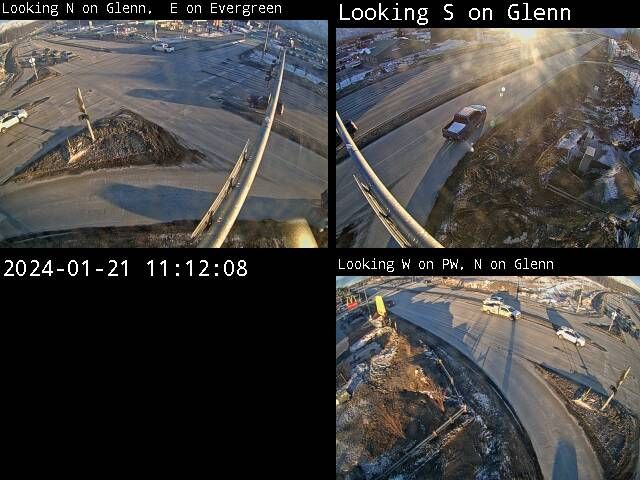 Looking N on Glenn,  E on Evergreen
Looking S on Glenn
2024-01-21 11:12:08
Looking W on PW, N on Glenn